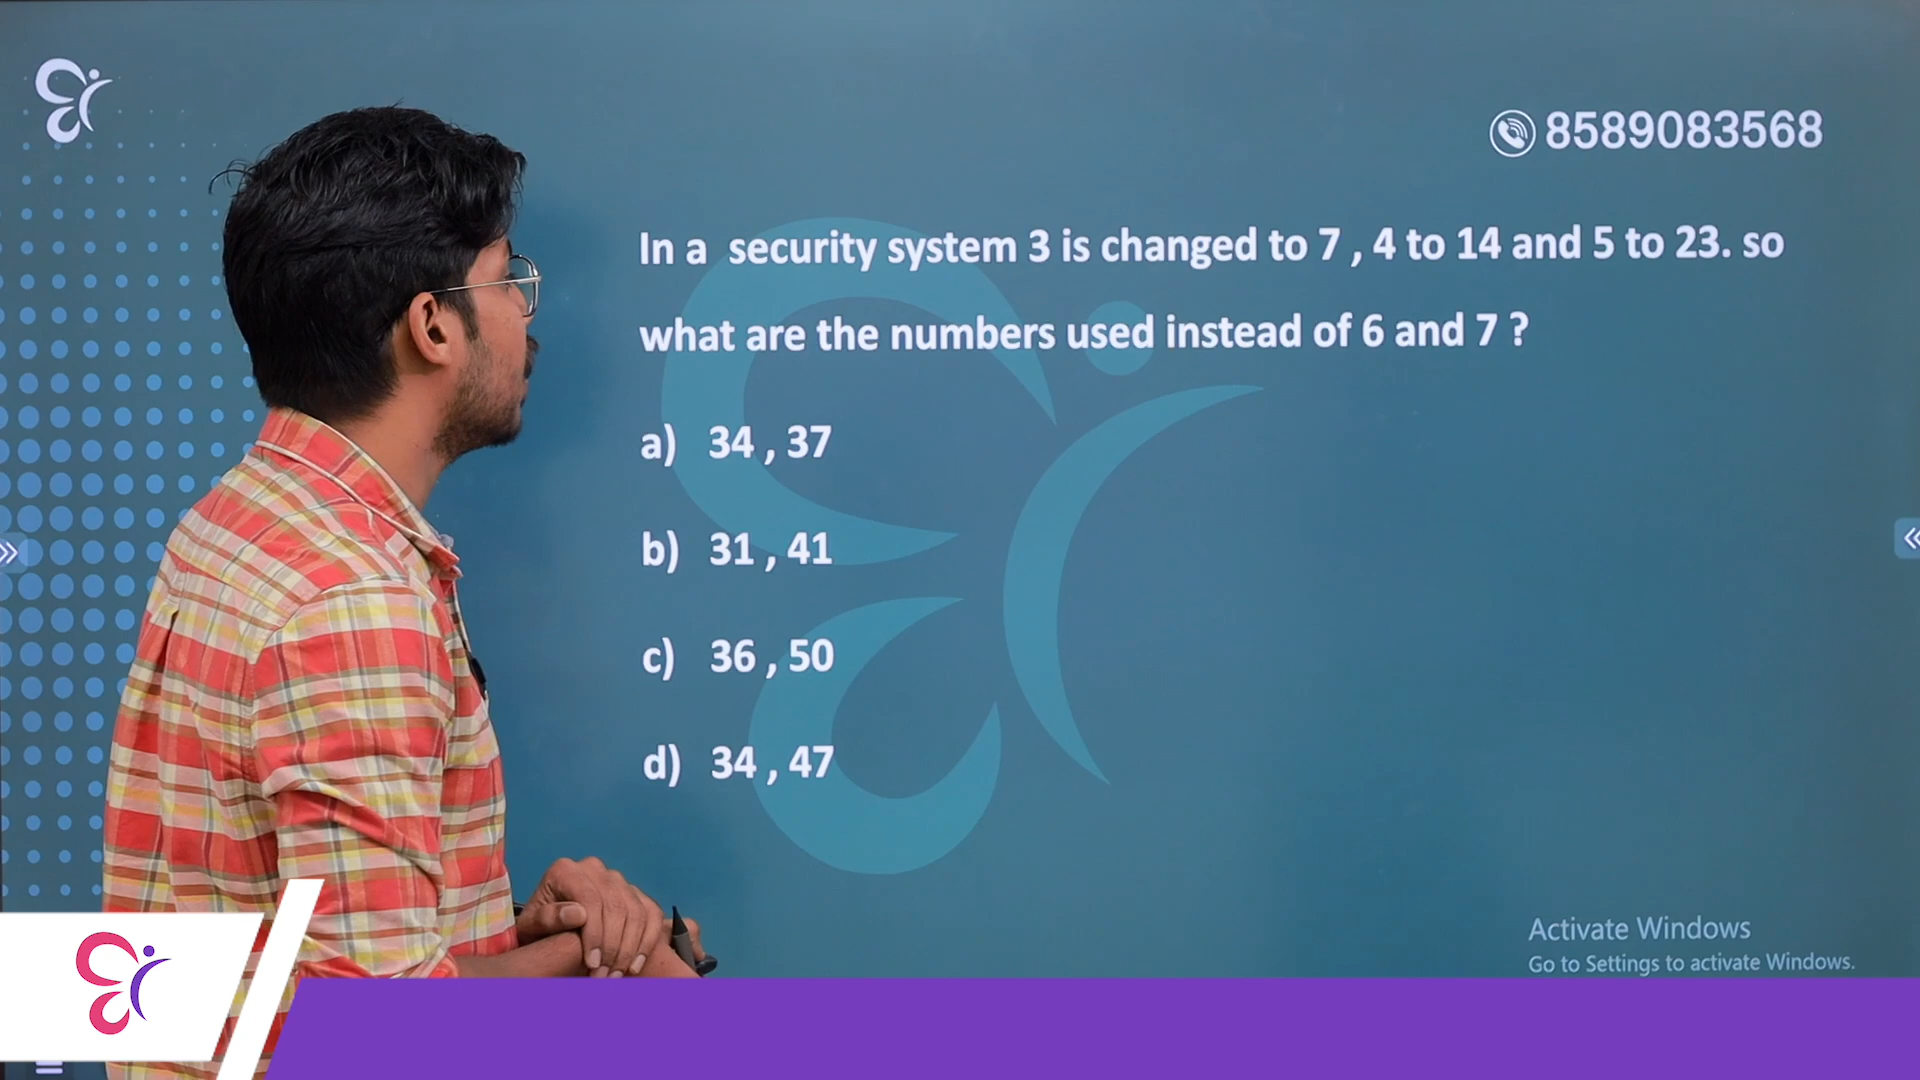 8589083568
In a security system 3 is changed to 7 , 4 to 14 and 5 to 23. so
what are the numbers used instead of 6 and 7 ?
a) 34 , 37
b) 31 , 41
c) 36 , 50
d) 34 , 47
Activate Windows
Go to Settings to activate Windows.